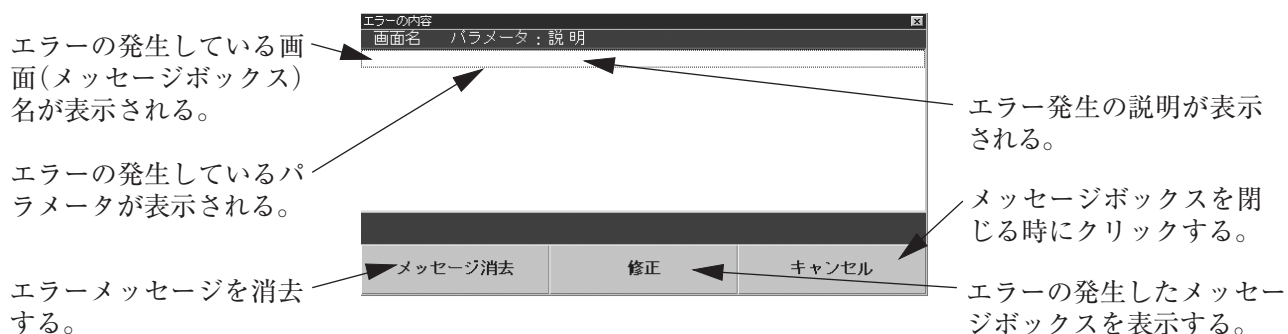 エラーの発生している画
面(メッセージボックス)
名が表示される。
エラーの発生しているパ
ラメータが表示される。
エラーメッセージを消去
する。
エラーの内容
画面名 パラメータ:説明
メッセージ消去 修正 キャンセル
エラー発生の説明が表示
される。
メッセージボックスを閉
じる時にクリックする。
エラーの発生したメッセー
ジボックスを表示する。